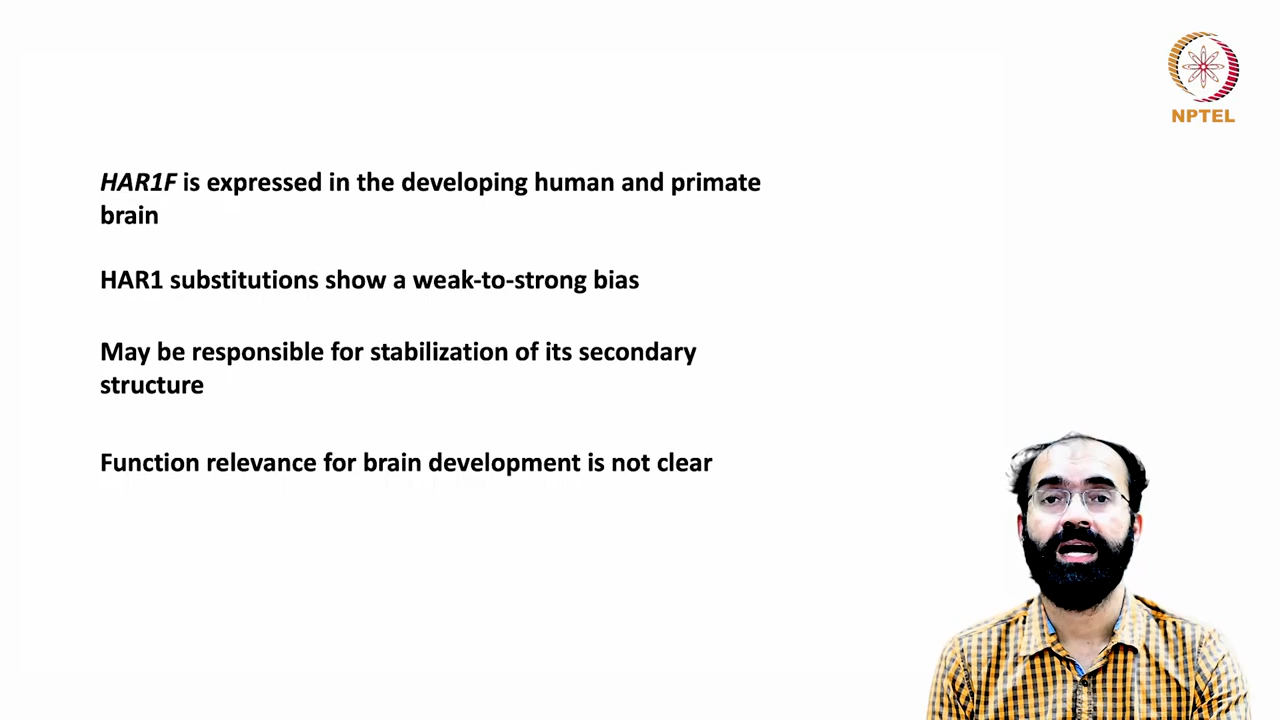 NPTEL
HAR1F is expressed in the developing human and primate
brain
HAR1 substitutions show a weak-to-strong bias
May be responsible for stabilization of its secondary
structure
Function relevance for brain development is not clear